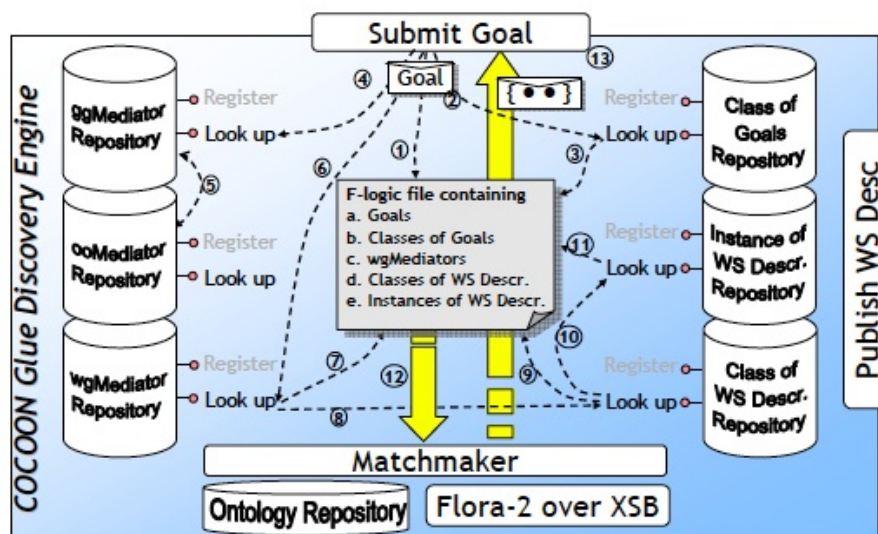 Submit Goal
13
COCOON Glue Discovery Engine
ggMediator
Repository
Register
Look up
4
Goal
2
{ }
Register
Look up
Class of
Goals
Repository
1
3
6
5
F-logic file containing
a. Goals
b. Classes of Goals
c. wgMediators
d. Classes of WS Descr.
e. Instances of WS Descr.
ooMediator
Repository
Register
Look up
11
Register
Look up
Instance of
WS Descr.
Repository
Publish WS Desc
wgMediator
Repository
Register
Look up
7
12
10
9
8
Register
Look up
Class of
WS Descr.
Repository
Matchmaker
Ontology Repository
Flora-2 over XSB